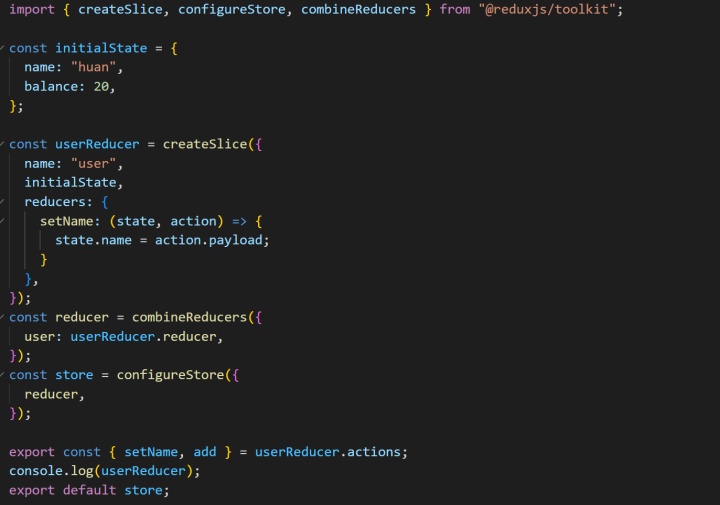 import { createSlice, configureStore, combineReducers } from "@reduxjs/toolkit";
const initialState = {
name: "huan",
balance: 20,
};
const userReducer = createSlice({
name: "user",
initialState,
reducers: {
setName: (state, action) => {
state.name = action.payload;
}
},
});
const reducer = combineReducers({
user: userReducer.reducer,
});
const store = configureStore({
reducer,
});
export const { setName, add } = userReducer.actions;
console.log(userReducer);
export default store;